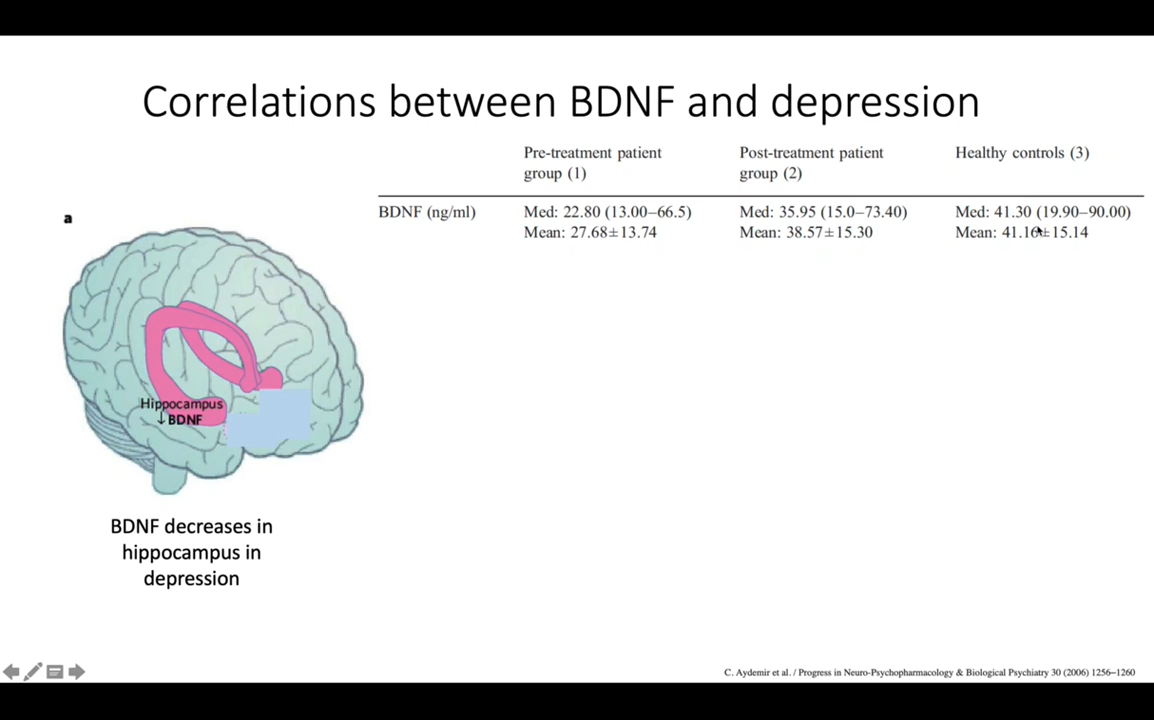 Correlations between BDNF and depression
Pre-treatment patient
group (1)
Post-treatment patient
group (2)
Healthy controls (3)
BDNF (ng/ml)
Med: 22.80 (13.00–66.5)
Mean: 27.68±13.74
Med: 35.95 (15.0–73.40)
Mean: 38.57±15.30
Med: 41.30 (19.90–90.00)
Mean: 41.16±15.14
a
Hippocampus
↓BDNF
BDNF decreases in
hippocampus in
depression
C. Aydemir et al. / Progress in Neuro-Psychopharmacology & Biological Psychiatry 30 (2006) 1256–1260